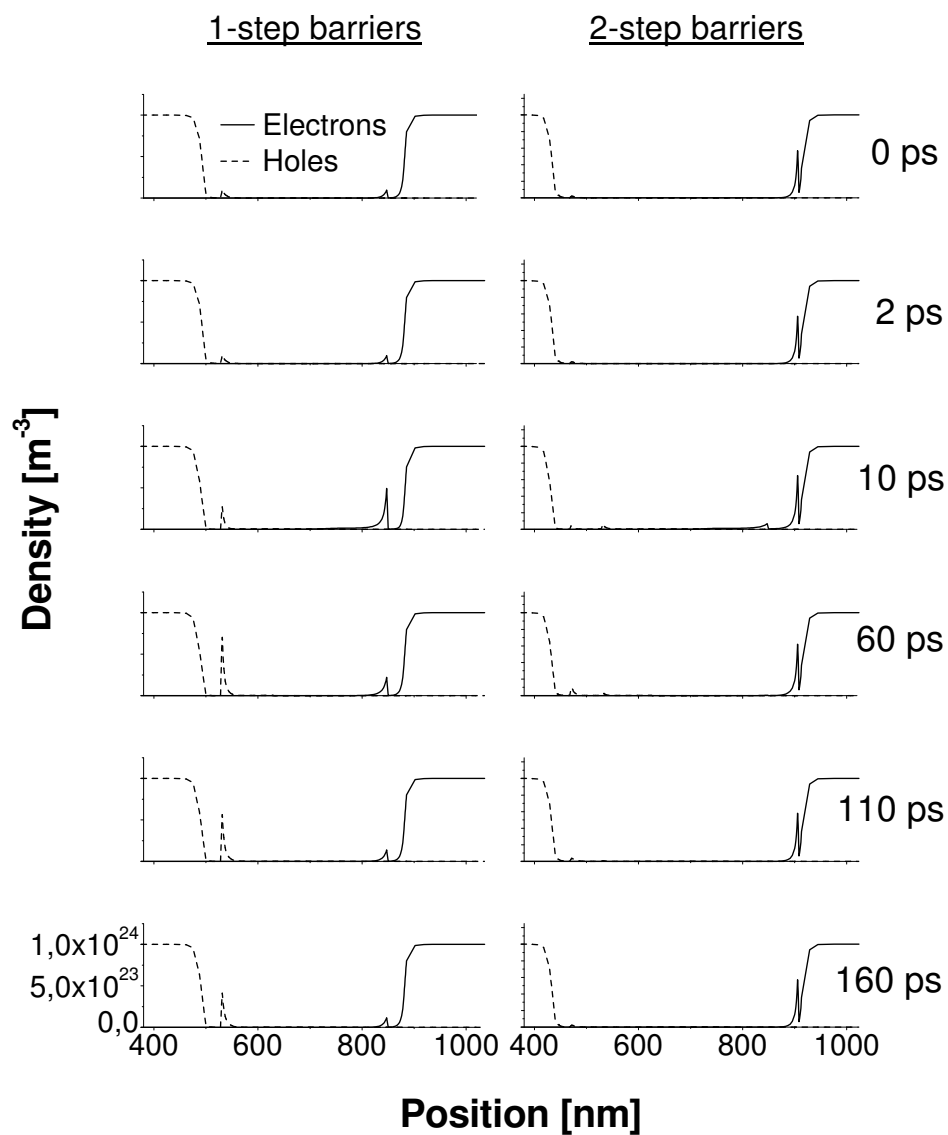 1-step barriers 2-step barriers
Electrons
Holes
0 ps
2 ps
10 ps
60 ps
110 ps
160 ps
Density [m⁻³]
1,0x10²⁴
5,0x10²³
0,0
400 600 800 1000 400 600 800 1000
Position [nm]